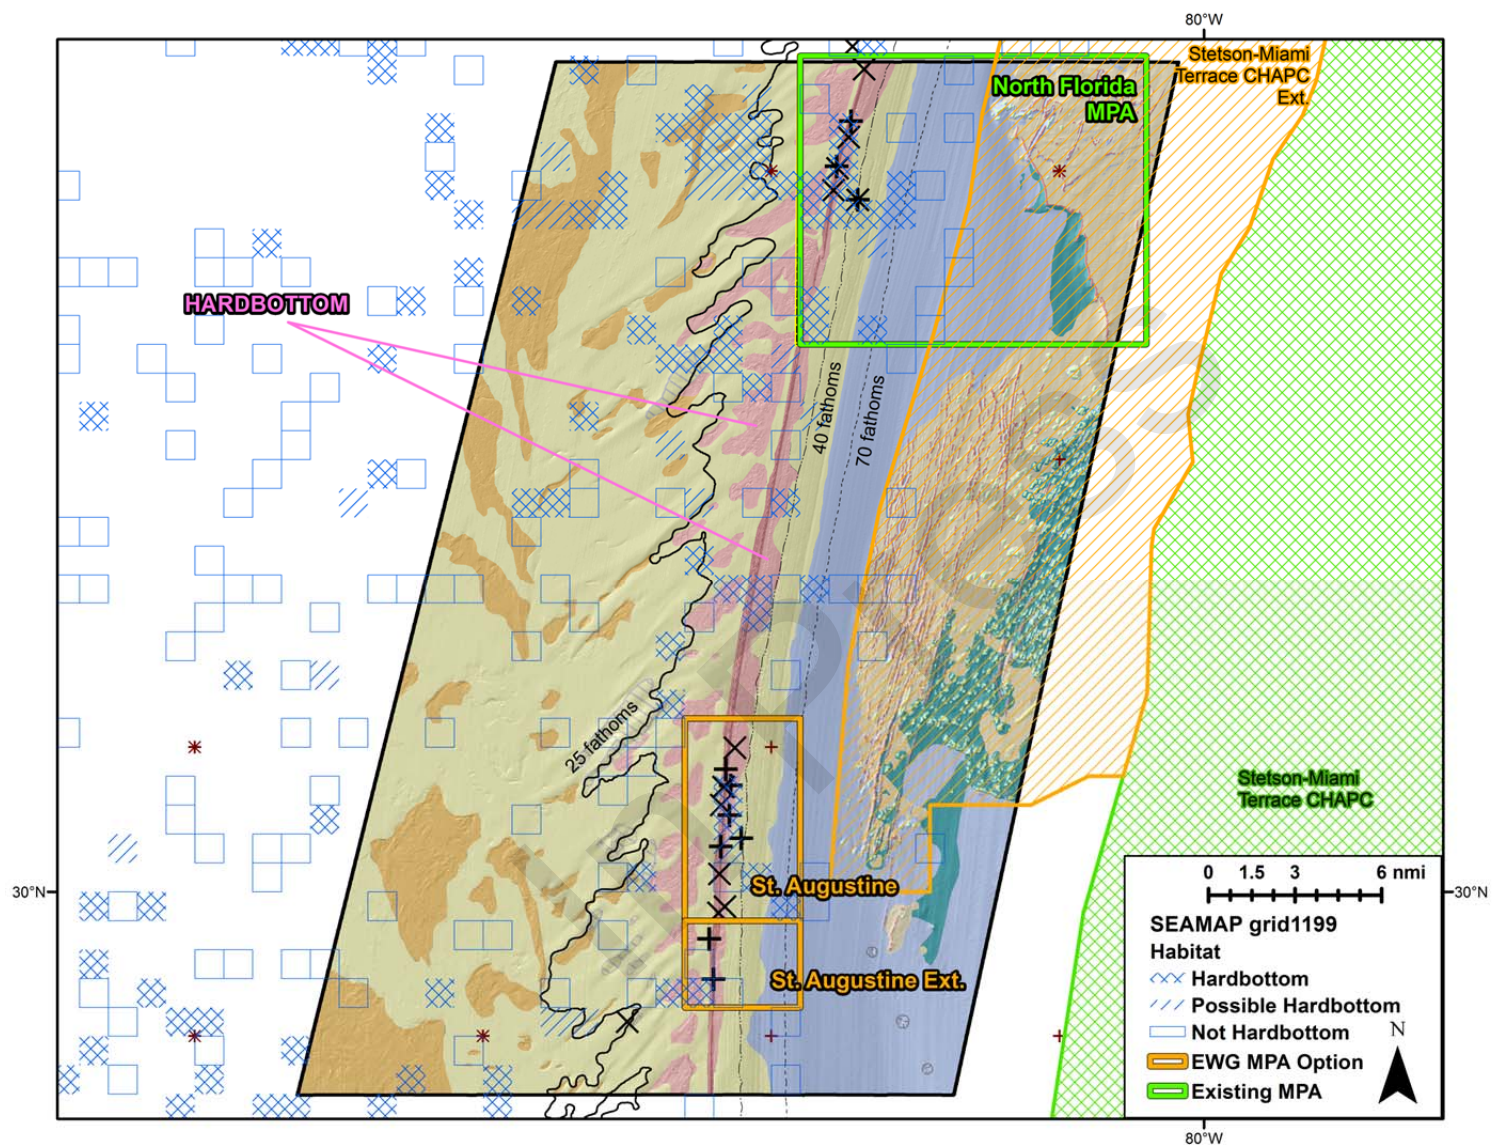 80°W
Stetson-Miami
Terrace CHAPC
Ext.
North Florida
MPA
HARDBOTTOM
40 fathoms
70 fathoms
25 fathoms
In Press
Stetson-Miami
Terrace CHAPC
30°N
30°N
St. Augustine
St. Augustine Ext.
0 1.5 3 6 nmi
SEAMAP grid1199
Habitat
Hardbottom
Possible Hardbottom
Not Hardbottom
N
EWG MPA Option
Existing MPA
80°W